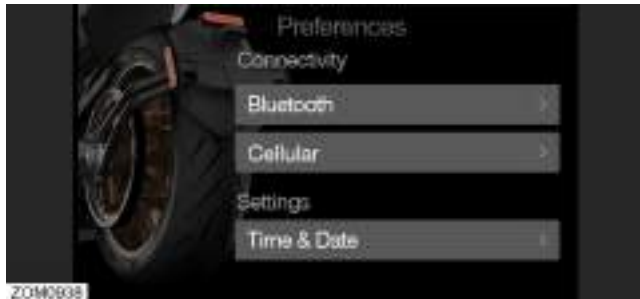 Preferences
Connectivity
Bluetooth
Cellular
Settings
Time & Date
ZOM0938